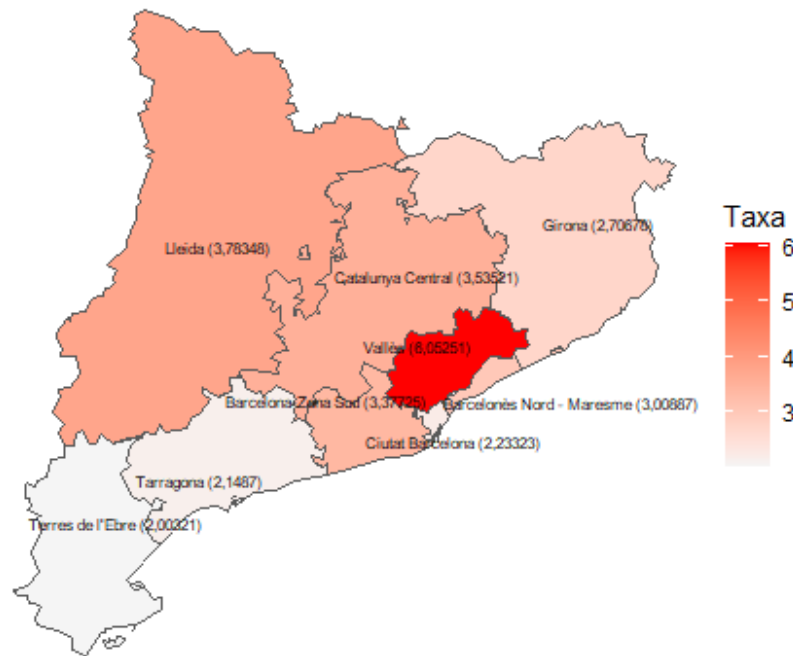 Taxa
6
5
4
3
Girona (2,70678)
Lleida (3,78348)
Catalunya Central (3,53521)
Vallès (6,05251)
Barcelona Zona Sud (3,37725)
Barcelonès Nord - Maresme (3,00887)
Ciutat Barcelona (2,23323)
Tarragona (2,1487)
Terres de l'Ebre (2,00321)